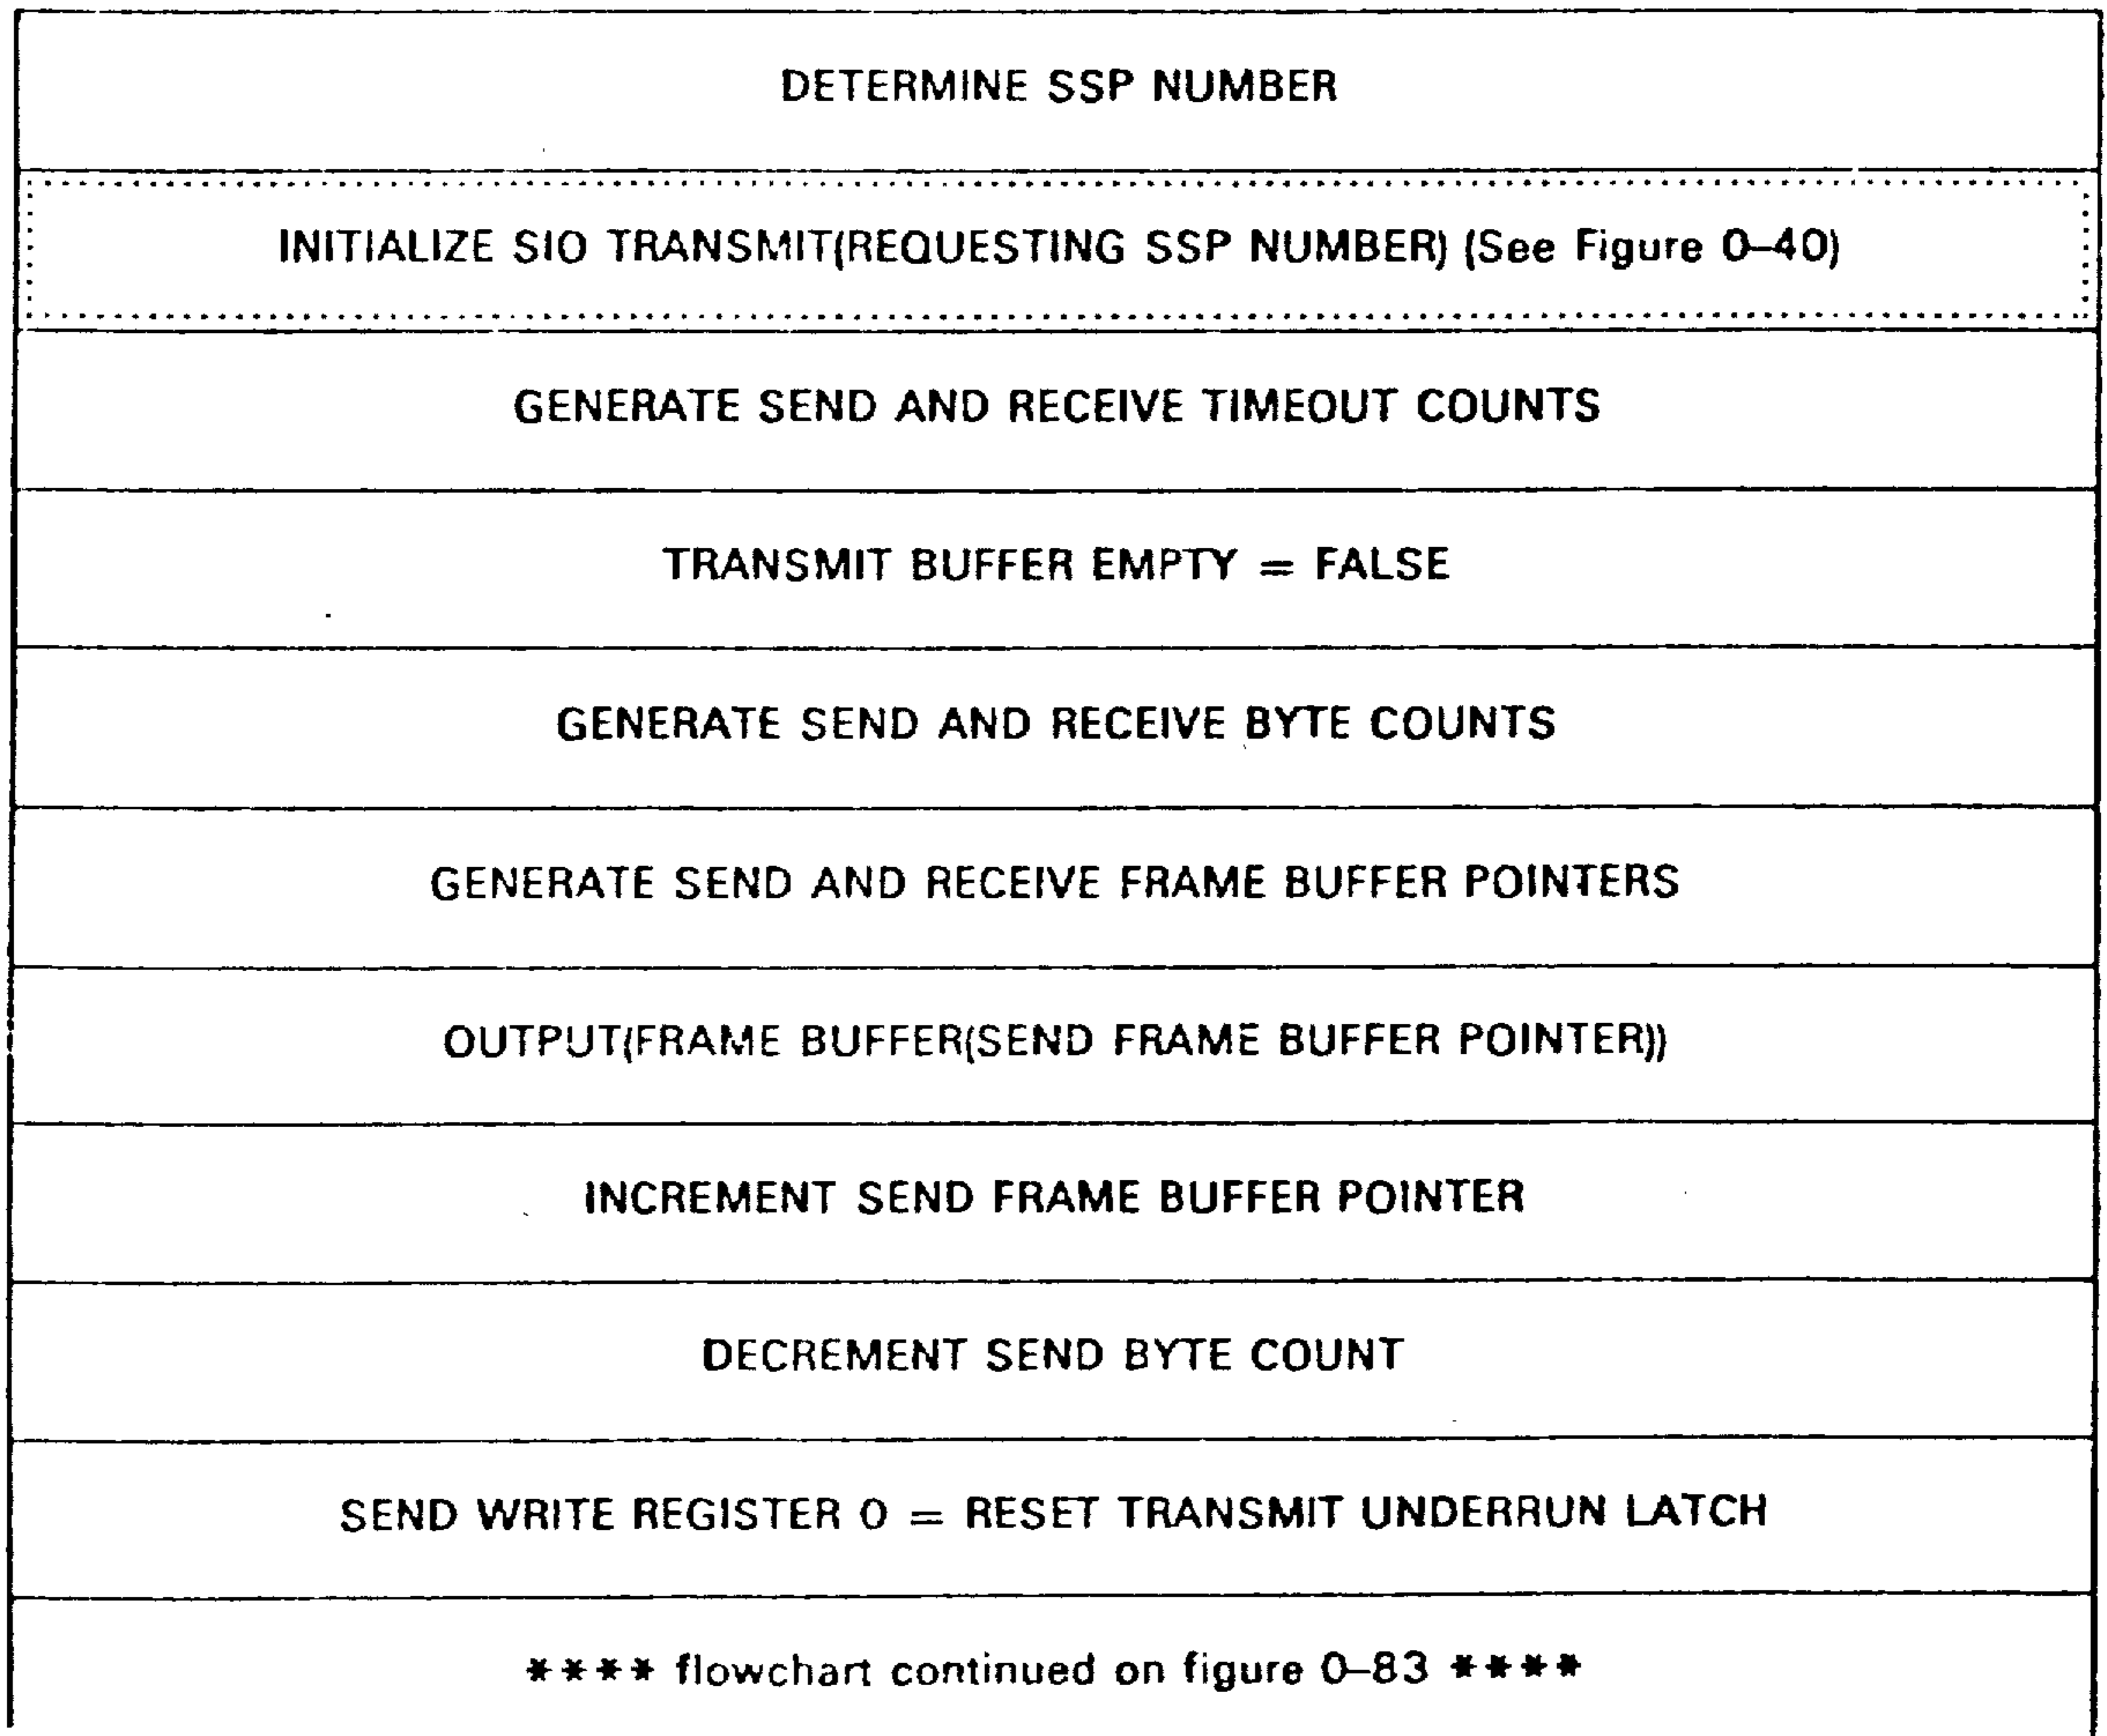 DETERMINE SSP NUMBER
INITIALIZE SIO TRANSMIT(REQUESTING SSP NUMBER) (See Figure 0–40)
GENERATE SEND AND RECEIVE TIMEOUT COUNTS
TRANSMIT BUFFER EMPTY = FALSE
GENERATE SEND AND RECEIVE BYTE COUNTS
GENERATE SEND AND RECEIVE FRAME BUFFER POINTERS
OUTPUT(FRAME BUFFER(SEND FRAME BUFFER POINTER))
INCREMENT SEND FRAME BUFFER POINTER
DECREMENT SEND BYTE COUNT
SEND WRITE REGISTER 0 = RESET TRANSMIT UNDERRUN LATCH
**** flowchart continued on figure 0–83 ****